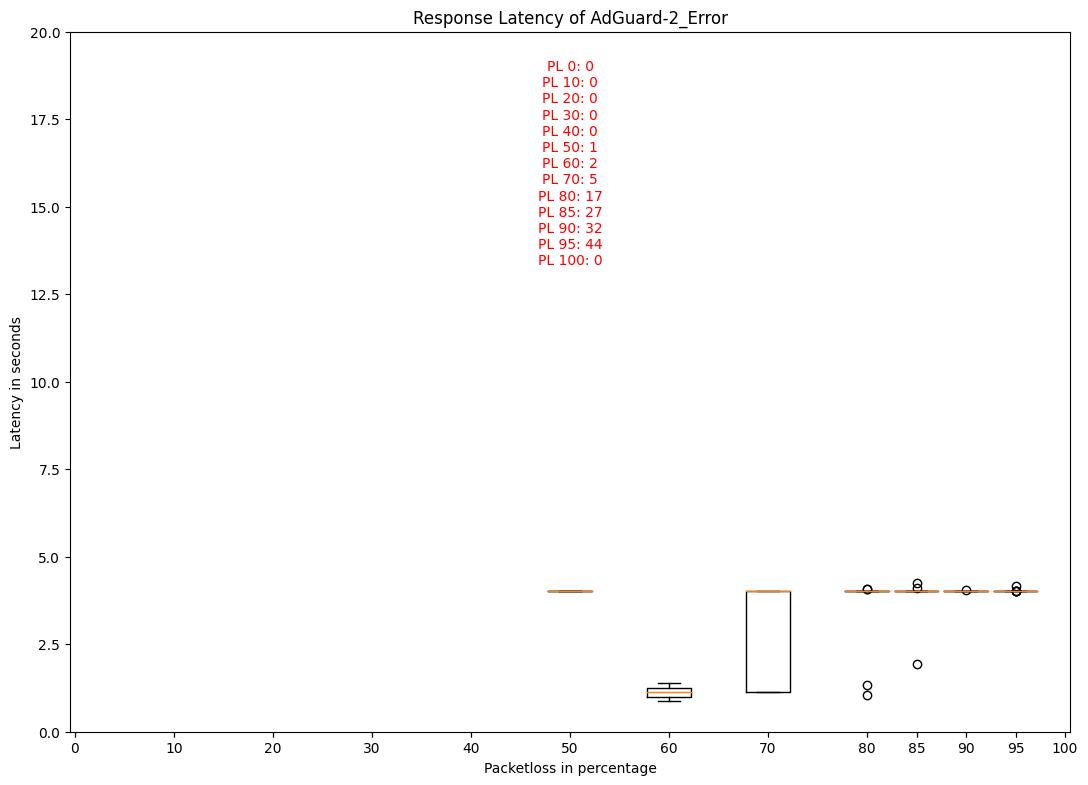 Response Latency of AdGuard-2_Error
20.0
17.5
15.0
12.5
10.0
7.5
5.0
2.5
0.0
Latency in seconds
PL 0: 0
PL 10: 0
PL 20: 0
PL 30: 0
PL 40: 0
PL 50: 1
PL 60: 2
PL 70: 5
PL 80: 17
PL 85: 27
PL 90: 32
PL 95: 44
PL 100: 0
0 10 20 30 40 50 60 70 80 85 90 95 100
Packetloss in percentage